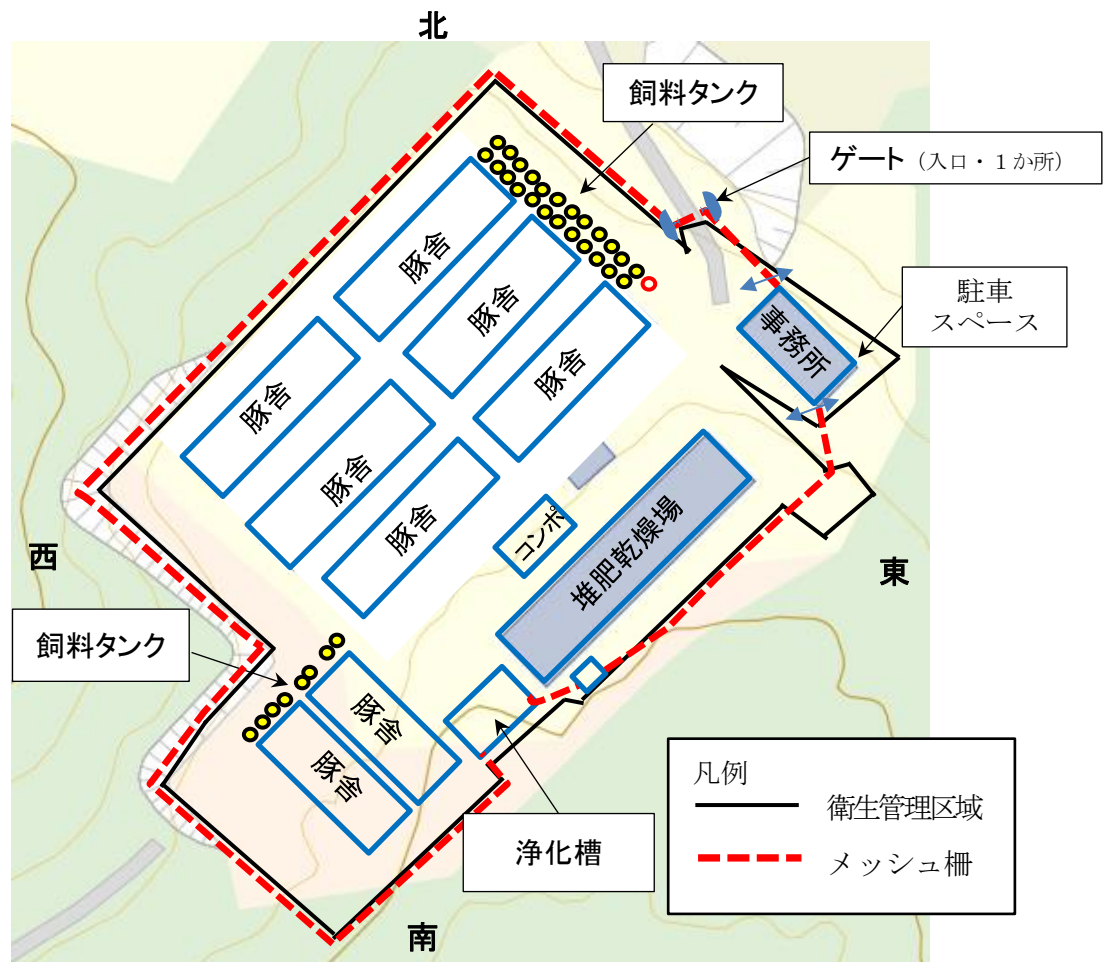 北
飼料タンク
ゲート（入口・１か所）
豚舎
豚舎
豚舎
駐車
スペース
事務所
豚舎
豚舎
豚舎
コンポ
堆肥乾燥場
西
東
飼料タンク
豚舎
豚舎
浄化槽
南
凡例
衛生管理区域
メッシュ柵